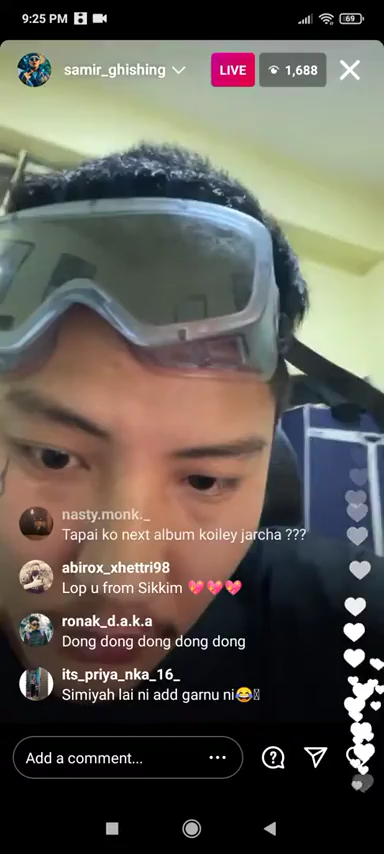 9:25 PM
69
samir_ghishing
LIVE
1,688
nasty.monk._
Tapai ko next album koiley jarcha ???
abirox_xhettri98
Lop u from Sikkim 💖💖💖
ronak_d.a.k.a
Dong dong dong dong dong
its_priya_nka_16_
Simiyah lai ni add garnu ni😂
Add a comment...